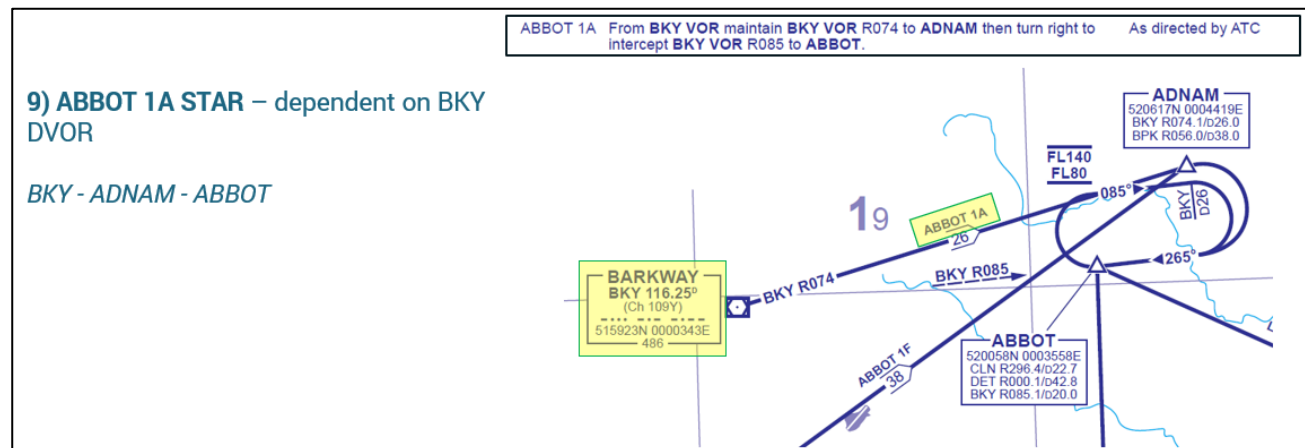 ABBOT 1A From BKY VOR maintain BKY VOR R074 to ADNAM then turn right to As directed by ATC
intercept BKY VOR R085 to ABBOT.
9) ABBOT 1A STAR – dependent on BKY
DVOR
BKY - ADNAM - ABBOT
ADNAM
520617N 0004419E
BKY R074.1/D26.0
BPK R056.0/D38.0
FL140
FL80
085°
BKY
D26
19
ABBOT 1A
26
265°
BKY R085
BKY R074
BARKWAY
BKY 116.25ᴰ
(Ch 109Y)
515923N 0000343E
486
ABBOT 1F
38
ABBOT
520058N 0003558E
CLN R296.4/D22.7
DET R000.1/D42.8
BKY R085.1/D20.0